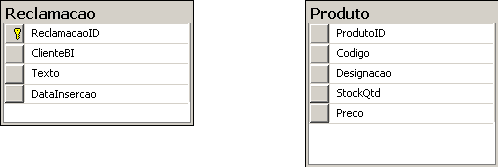 Reclamacao
ReclamacaoID
ClienteBI
Texto
DataInsercao
Produto
ProdutoID
Codigo
Designacao
StockQtd
Preco